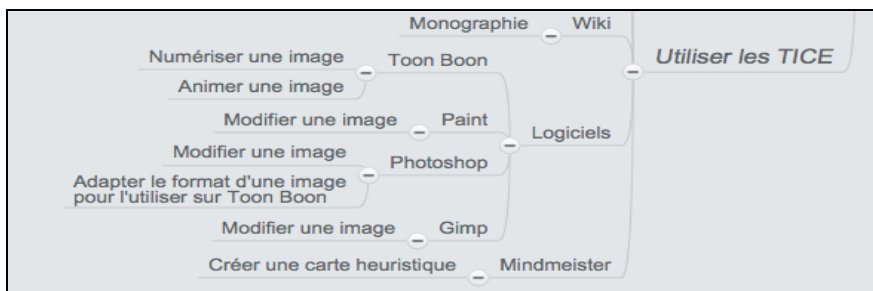 Monographie Wiki
Utiliser les TICE
Numériser une image
Toon Boon
Animer une image
Modifier une image Paint
Logiciels
Modifier une image
Photoshop
Adapter le format d'une image
pour l'utiliser sur Toon Boon
Modifier une image Gimp
Créer une carte heuristique Mindmeister